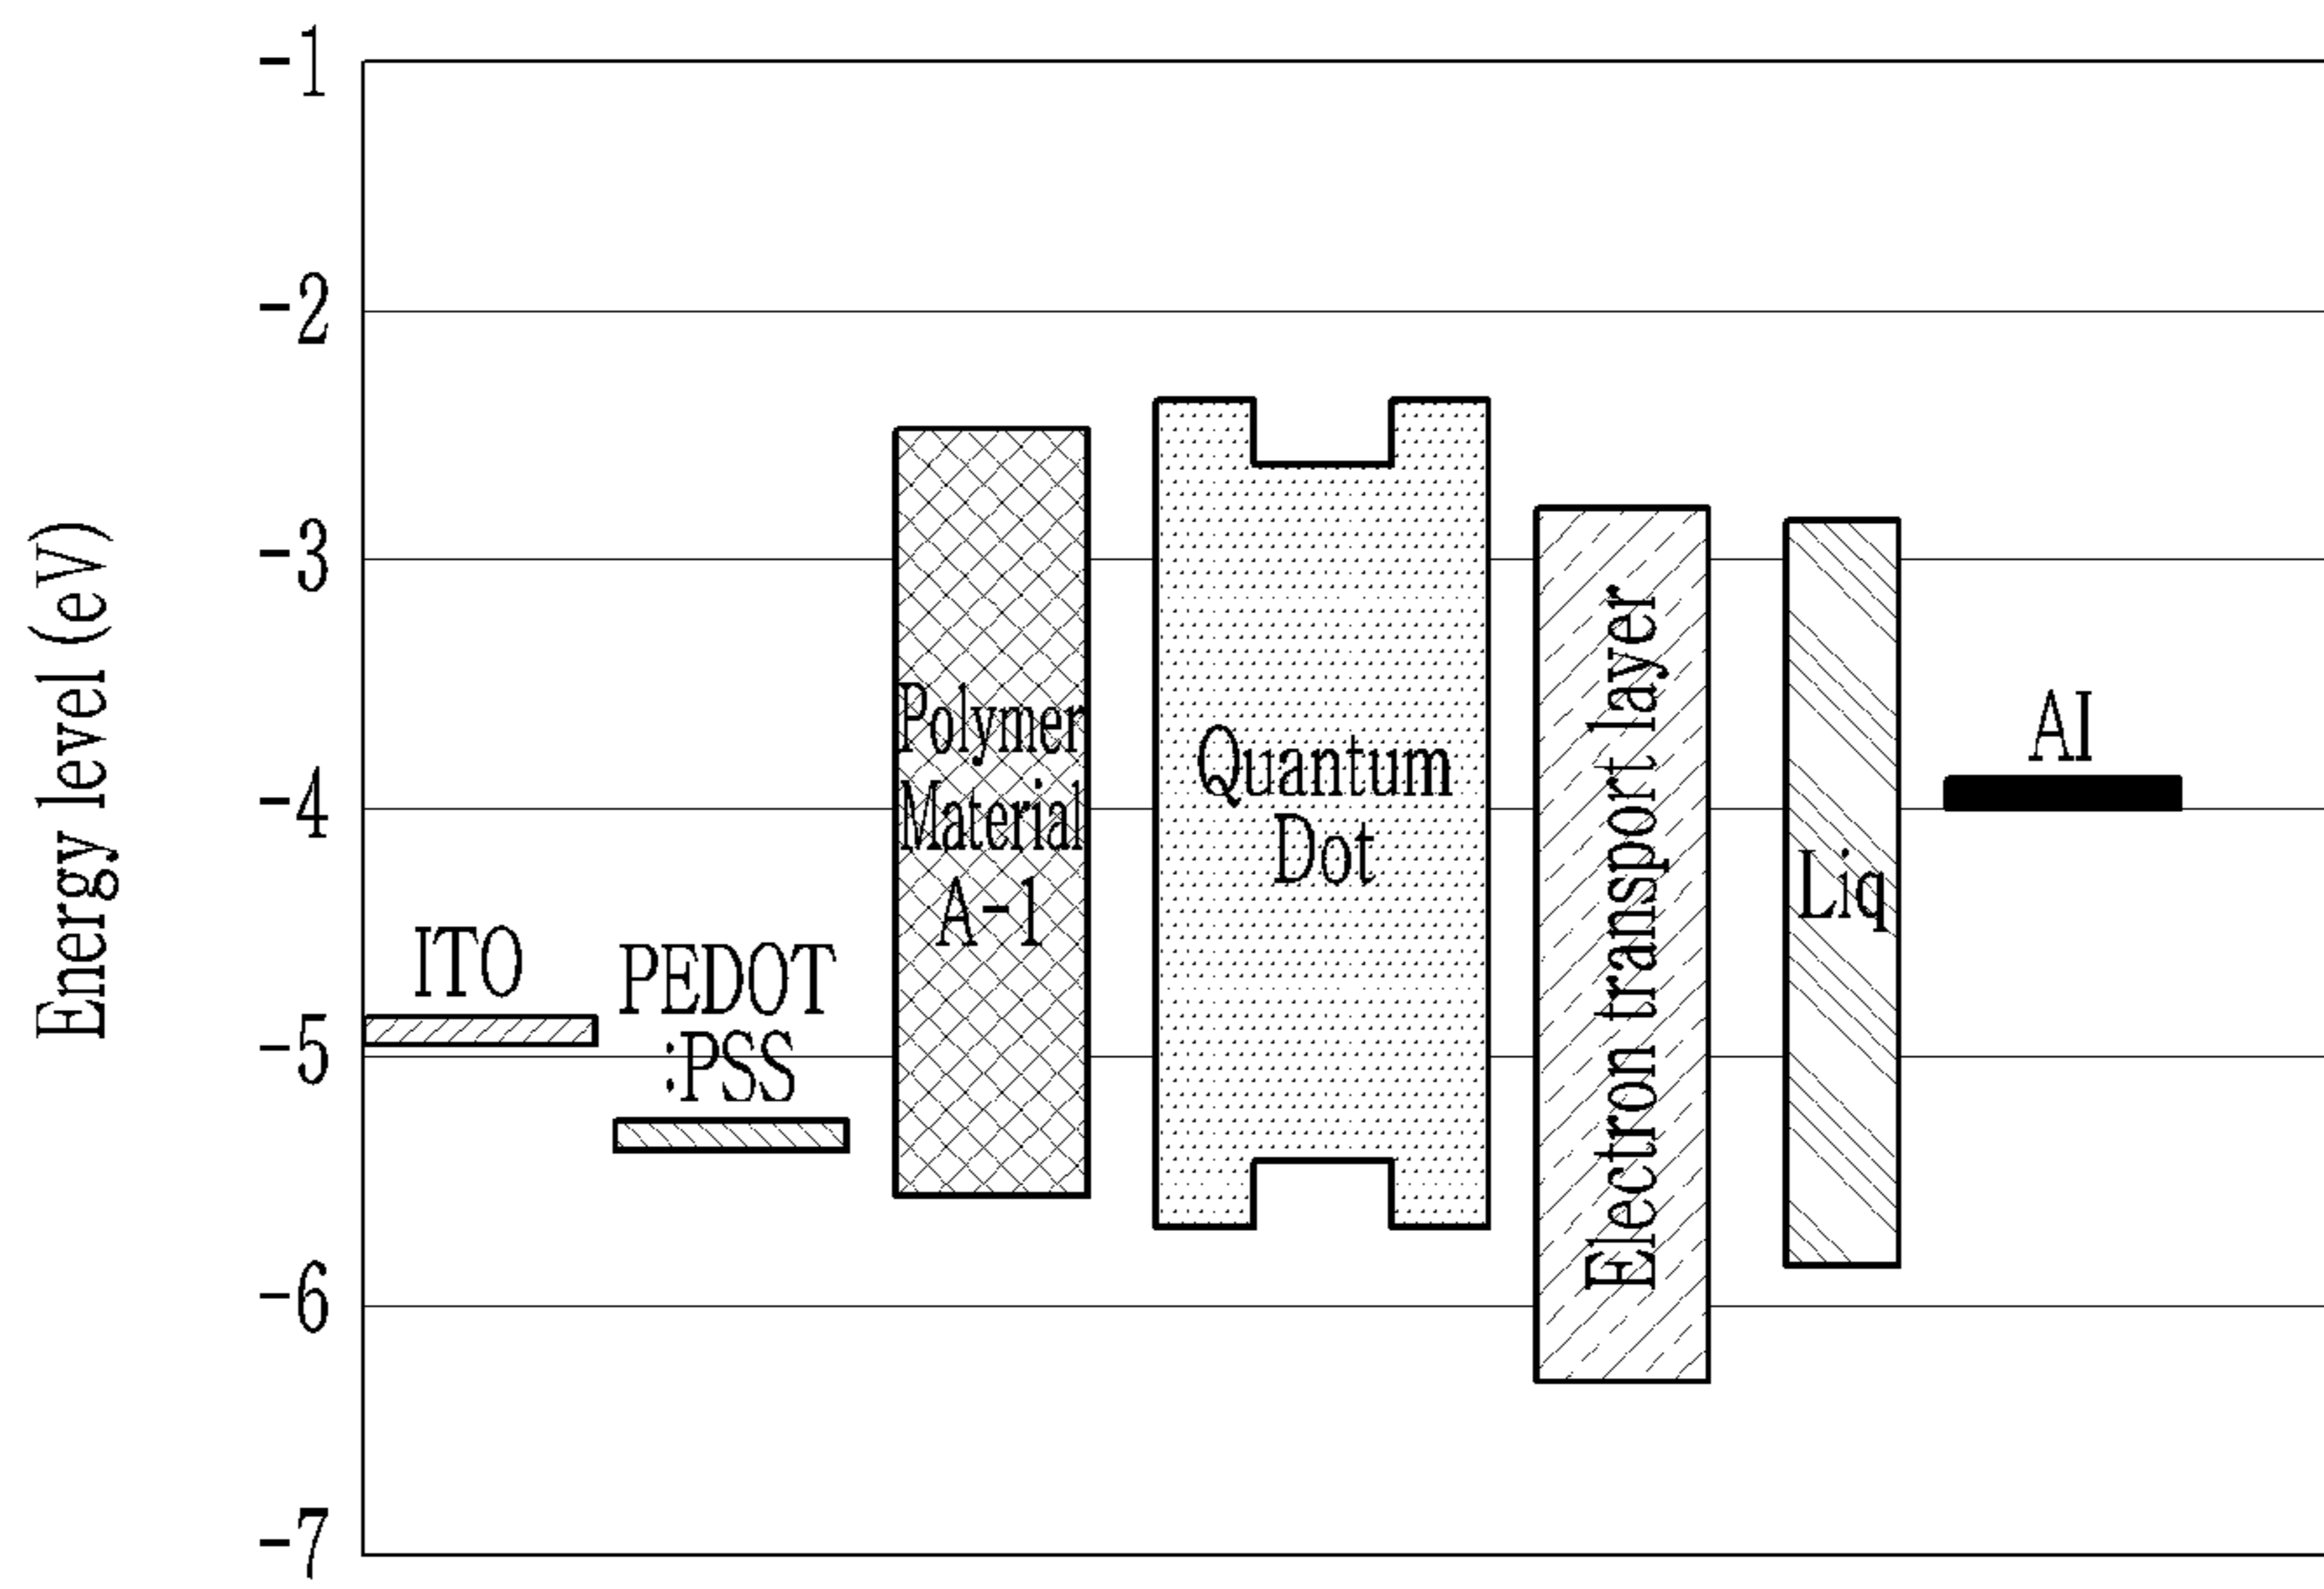 Energy level (eV)
-1
-2
-3
-4
-5
-6
-7
ITO
PEDOT
:PSS
Polymer
Material
A-1
Quantum
Dot
Electron transport layer
Liq
AI